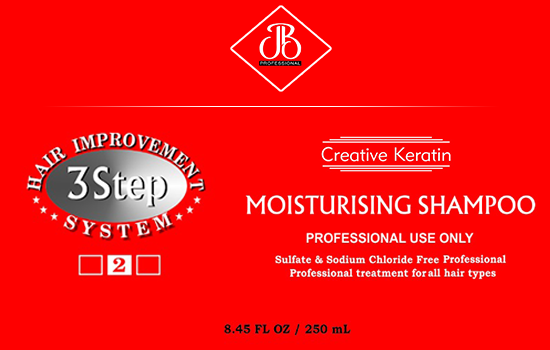 JB
PROFESSIONAL
HAIR IMPROVEMENT
3Step
SYSTEM
2
Creative Keratin
MOISTURISING SHAMPOO
PROFESSIONAL USE ONLY
Sulfate & Sodium Chloride Free Professional
Professional treatment for all hair types
8.45 FL OZ / 250 mL